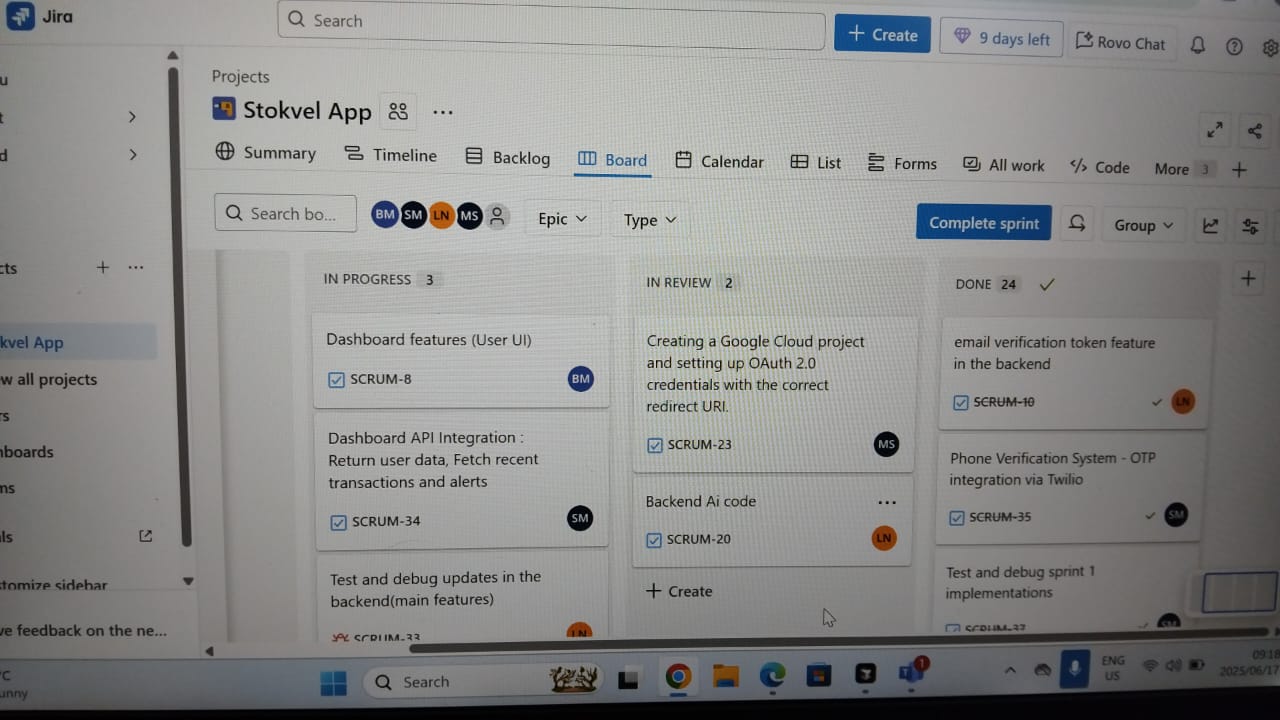 Jira
Search
+ Create
9 days left
Rovo Chat
Projects
Stokvel App
Summary
Timeline
Backlog
Board
Calendar
List
Forms
All work
Code
More 3
Search bo...
BM SM LN MS
Epic
Type
Complete sprint
Group
cts
kvel App
w all projects
rs
hboards
ms
ls
tomize sidebar
ve feedback on the ne...
IN PROGRESS 3
Dashboard features (User UI)
SCRUM-8
BM
Dashboard API Integration :
Return user data, Fetch recent
transactions and alerts
SCRUM-34
SM
Test and debug updates in the
backend(main features)
SCRUM-33
LN
IN REVIEW 2
Creating a Google Cloud project
and setting up OAuth 2.0
credentials with the correct
redirect URI.
SCRUM-23
MS
Backend Ai code
SCRUM-20
LN
+ Create
DONE 24
email verification token feature
in the backend
SCRUM-10
LN
Phone Verification System - OTP
integration via Twilio
SCRUM-35
SM
Test and debug sprint 1
implementations
SM
°C
unny
Search
1
ENG
US
09:18
2025/06/17